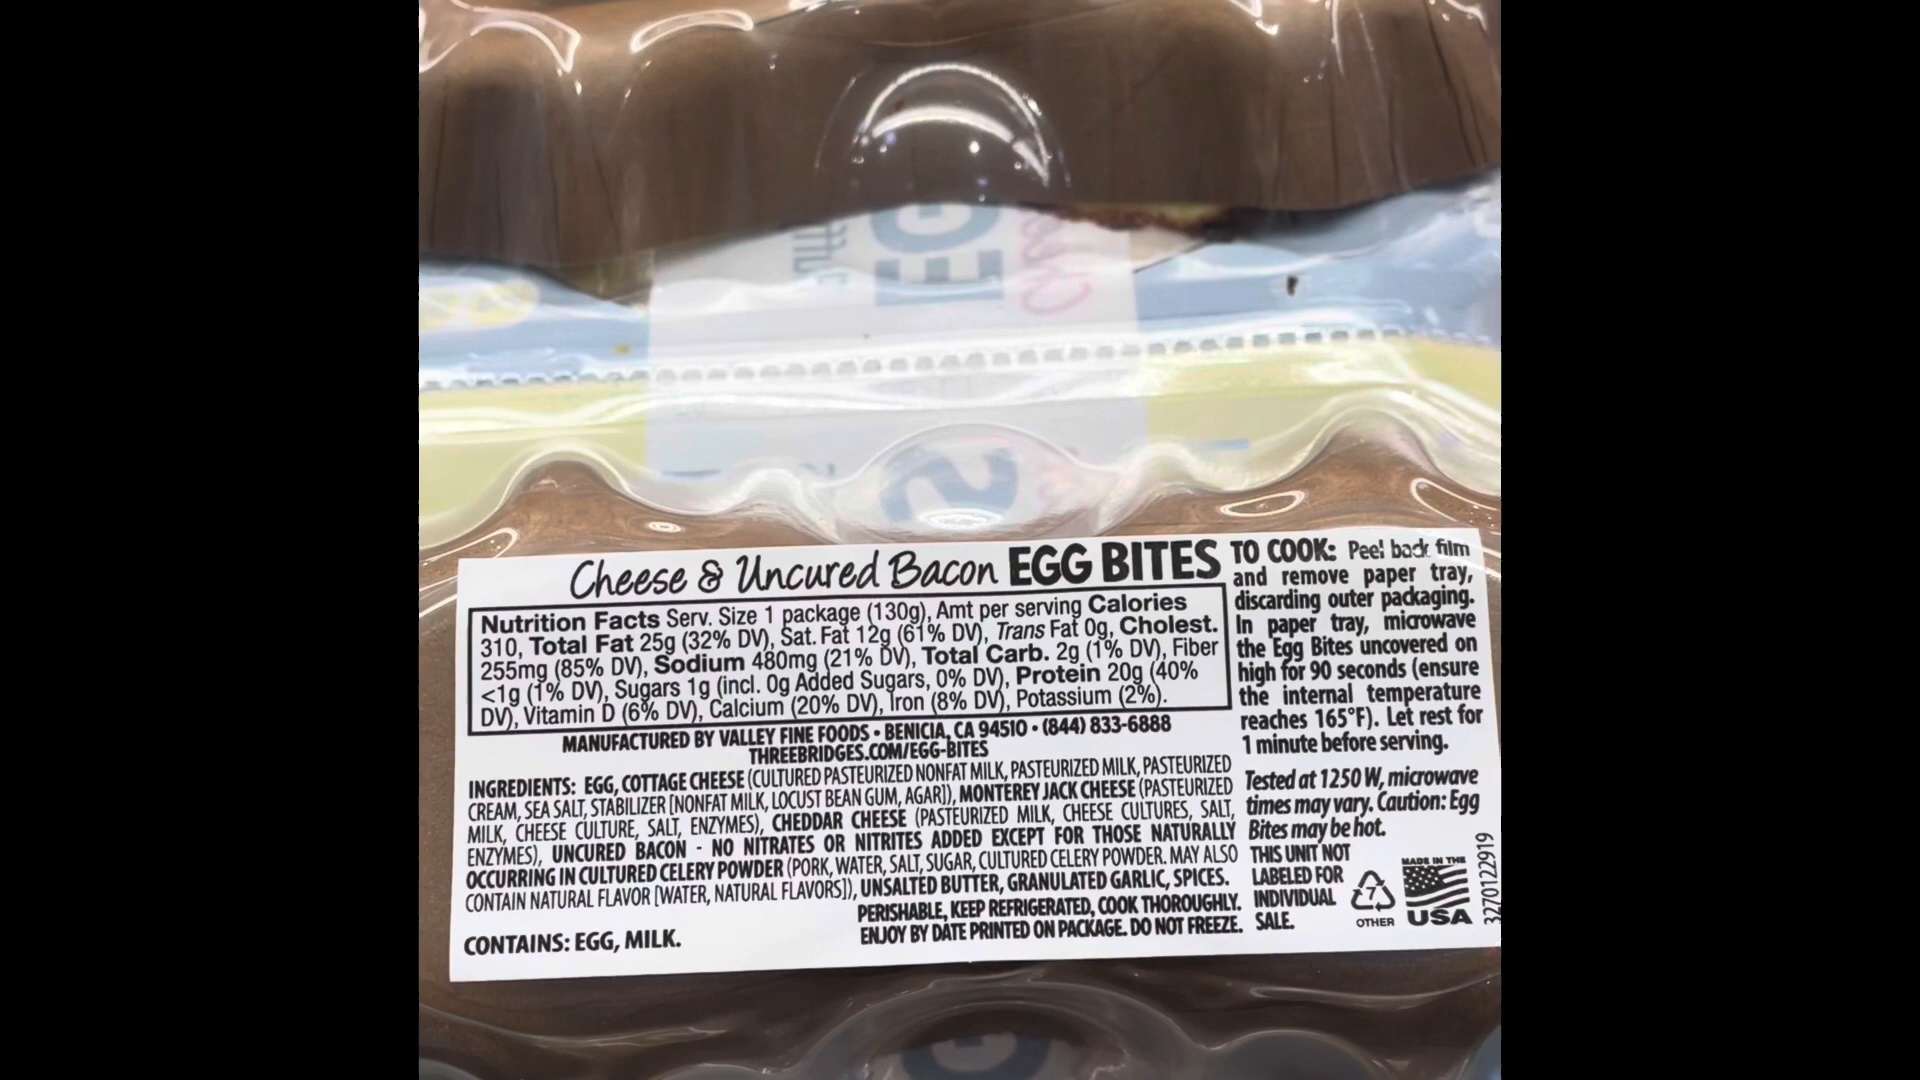 EG
2
Cheese & Uncured Bacon EGG BITES
Nutrition Facts Serv. Size 1 package (130g), Amt per serving Calories
310, Total Fat 25g (32% DV), Sat. Fat 12g (61% DV), Trans Fat 0g, Cholest.
255mg (85% DV), Sodium 480mg (21% DV), Total Carb. 2g (1% DV), Fiber
<1g (1% DV), Sugars 1g (incl. 0g Added Sugars, 0% DV), Protein 20g (40%
DV), Vitamin D (6% DV), Calcium (20% DV), Iron (8% DV), Potassium (2%).
MANUFACTURED BY VALLEY FINE FOODS • BENICIA, CA 94510 • (844) 833-6888
THREEBRIDGES.COM/EGG-BITES
INGREDIENTS: EGG, COTTAGE CHEESE (CULTURED PASTEURIZED NONFAT MILK, PASTEURIZED MILK, PASTEURIZED
CREAM, SEA SALT, STABILIZER [NONFAT MILK, LOCUST BEAN GUM, AGAR]), MONTEREY JACK CHEESE (PASTEURIZED
MILK, CHEESE CULTURE, SALT, ENZYMES), CHEDDAR CHEESE (PASTEURIZED MILK, CHEESE CULTURES, SALT,
ENZYMES), UNCURED BACON - NO NITRATES OR NITRITES ADDED EXCEPT FOR THOSE NATURALLY
OCCURRING IN CULTURED CELERY POWDER (PORK, WATER, SALT, SUGAR, CULTURED CELERY POWDER. MAY ALSO
CONTAIN NATURAL FLAVOR [WATER, NATURAL FLAVORS]), UNSALTED BUTTER, GRANULATED GARLIC, SPICES.
PERISHABLE, KEEP REFRIGERATED, COOK THOROUGHLY.
ENJOY BY DATE PRINTED ON PACKAGE. DO NOT FREEZE.
CONTAINS: EGG, MILK.
TO COOK: Peel back film
and remove paper tray,
discarding outer packaging.
In paper tray, microwave
the Egg Bites uncovered on
high for 90 seconds (ensure
the internal temperature
reaches 165°F). Let rest for
1 minute before serving.
Tested at 1250 W, microwave
times may vary. Caution: Egg
Bites may be hot.
THIS UNIT NOT
LABELED FOR
INDIVIDUAL
SALE.
7
OTHER
MADE IN THE
USA
3270122919